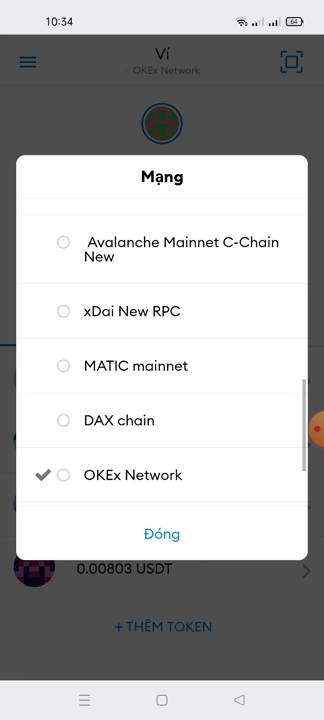 10:34
64
Ví
OKEx Network
Mạng
Avalanche Mainnet C-Chain
New
xDai New RPC
MATIC mainnet
DAX chain
OKEx Network
Đóng
0.00803 USDT
+ THÊM TOKEN